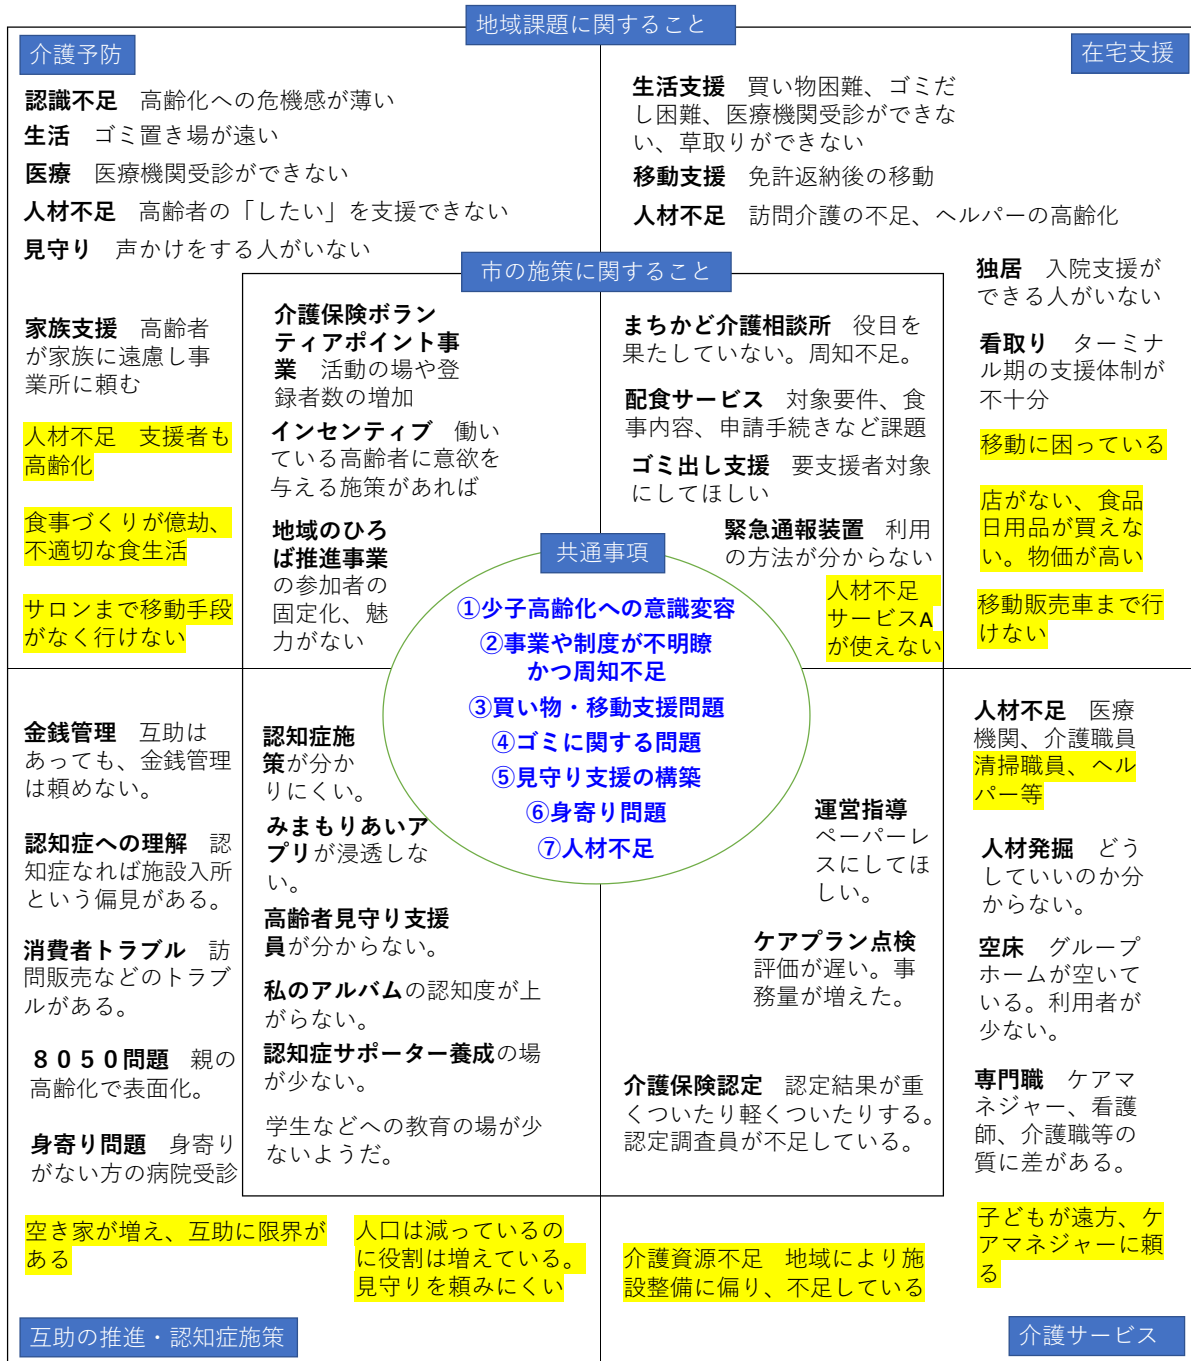 地域課題に関すること
介護予防
認識不足　高齢化への危機感が薄い
生活　ゴミ置き場が遠い
医療　医療機関受診ができない
人材不足　高齢者の「したい」を支援できない
見守り　声かけをする人がいない
家族支援　高齢者
が家族に遠慮し事
業所に頼む
人材不足　支援者も
高齢化
食事づくりが億劫、
不適切な食生活
サロンまで移動手段
がなく行けない
在宅支援
生活支援　買い物困難、ゴミだ
し困難、医療機関受診ができな
い、草取りができない
移動支援　免許返納後の移動
人材不足　訪問介護の不足、ヘルパーの高齢化
独居　入院支援が
できる人がいない
看取り　ターミナ
ル期の支援体制が
不十分
移動に困っている
店がない、食品
日用品が買えな
い。物価が高い
移動販売車まで行
けない
市の施策に関すること
介護保険ボラン
ティアポイント事
業　活動の場や登
録者数の増加
インセンティブ　働い
ている高齢者に意欲を
与える施策があれば
地域のひろ
ば推進事業
の参加者の
固定化、魅
力がない
まちかど介護相談所　役目を
果たしていない。周知不足。
配食サービス　対象要件、食
事内容、申請手続きなど課題
ゴミ出し支援　要支援者対象
にしてほしい
緊急通報装置　利用
の方法が分からない
人材不足
サービスA
が使えない
共通事項
①少子高齢化への意識変容
②事業や制度が不明瞭
かつ周知不足
③買い物・移動支援問題
④ゴミに関する問題
⑤見守り支援の構築
⑥身寄り問題
⑦人材不足
金銭管理　互助は
あっても、金銭管理
は頼めない。
認知症への理解　認
知症なれば施設入所
という偏見がある。
消費者トラブル　訪
問販売などのトラブ
ルがある。
８０５０問題　親の
高齢化で表面化。
身寄り問題　身寄り
がない方の病院受診
認知症施
策が分か
りにくい。
みまもりあいア
プリが浸透しな
い。
高齢者見守り支援
員が分からない。
私のアルバムの認知度が上
がらない。
認知症サポーター養成の場
が少ない。
学生などへの教育の場が少
ないようだ。
空き家が増え、互助に限界が
ある
人口は減っているの
に役割は増えている。
見守りを頼みにくい
互助の推進・認知症施策
運営指導
ペーパーレ
スにしてほ
しい。
ケアプラン点検
評価が遅い。事
務量が増えた。
介護保険認定　認定結果が重
くついたり軽くついたりする。
認定調査員が不足している。
人材不足　医療
機関、介護職員
清掃職員、ヘル
パー等
人材発掘　どう
していいのか分
からない。
空床　グループ
ホームが空いて
いる。利用者が
少ない。
専門職　ケアマ
ネジャー、看護
師、介護職等の
質に差がある。
子どもが遠方、ケ
アマネジャーに頼
る
介護資源不足　地域により施
設整備に偏り、不足している
介護サービス